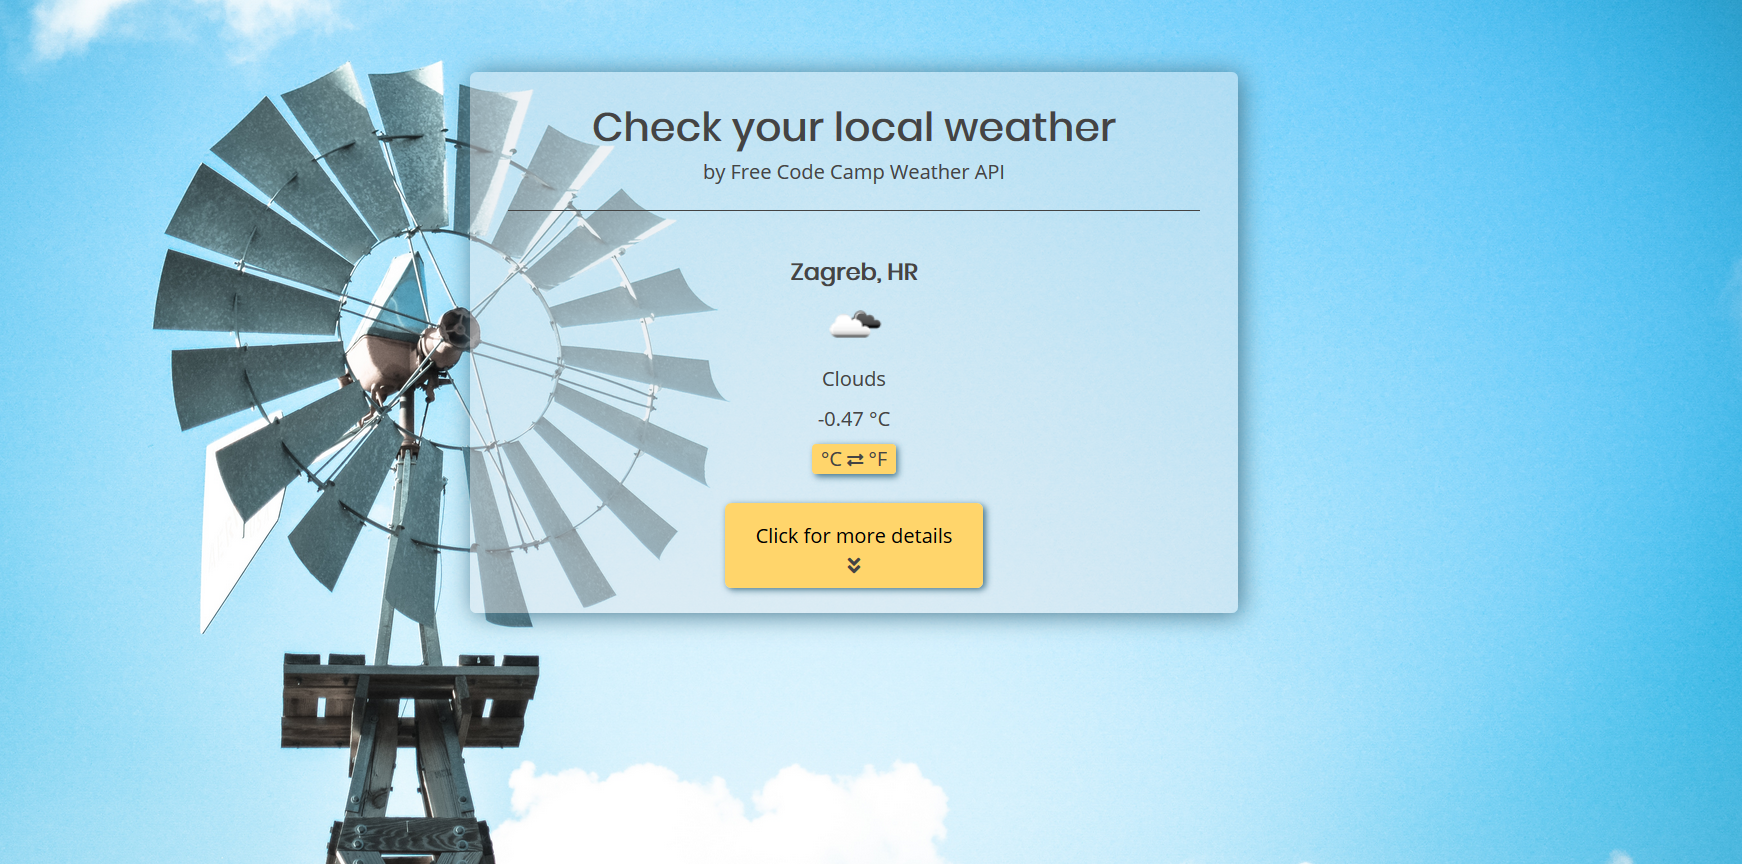 Check your local weather
by Free Code Camp Weather API
Zagreb, HR
Clouds
-0.47 °C
°C ⇄ °F
Click for more details